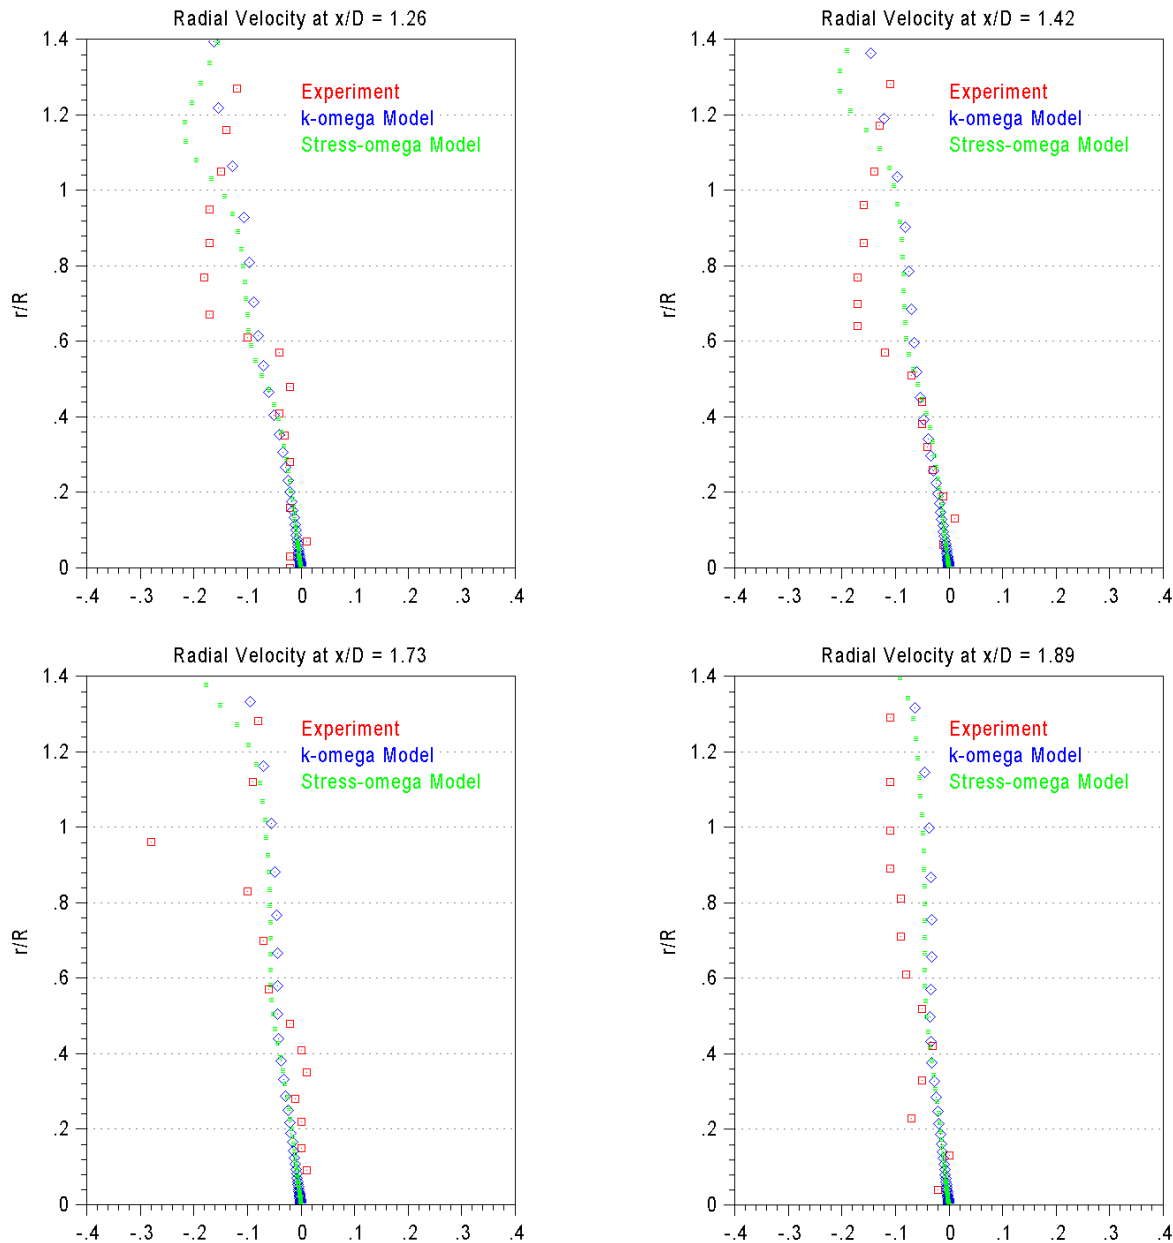 Radial Velocity at x/D = 1.26
1.4
1.2
1
.8
.6
.4
.2
0
r/R
Experiment
k-omega Model
Stress-omega Model
-.4 -.3 -.2 -.1 0 .1 .2 .3 .4
Radial Velocity at x/D = 1.42
1.4
1.2
1
.8
.6
.4
.2
0
r/R
Experiment
k-omega Model
Stress-omega Model
-.4 -.3 -.2 -.1 0 .1 .2 .3 .4
Radial Velocity at x/D = 1.73
1.4
1.2
1
.8
.6
.4
.2
0
r/R
Experiment
k-omega Model
Stress-omega Model
-.4 -.3 -.2 -.1 0 .1 .2 .3 .4
Radial Velocity at x/D = 1.89
1.4
1.2
1
.8
.6
.4
.2
0
r/R
Experiment
k-omega Model
Stress-omega Model
-.4 -.3 -.2 -.1 0 .1 .2 .3 .4